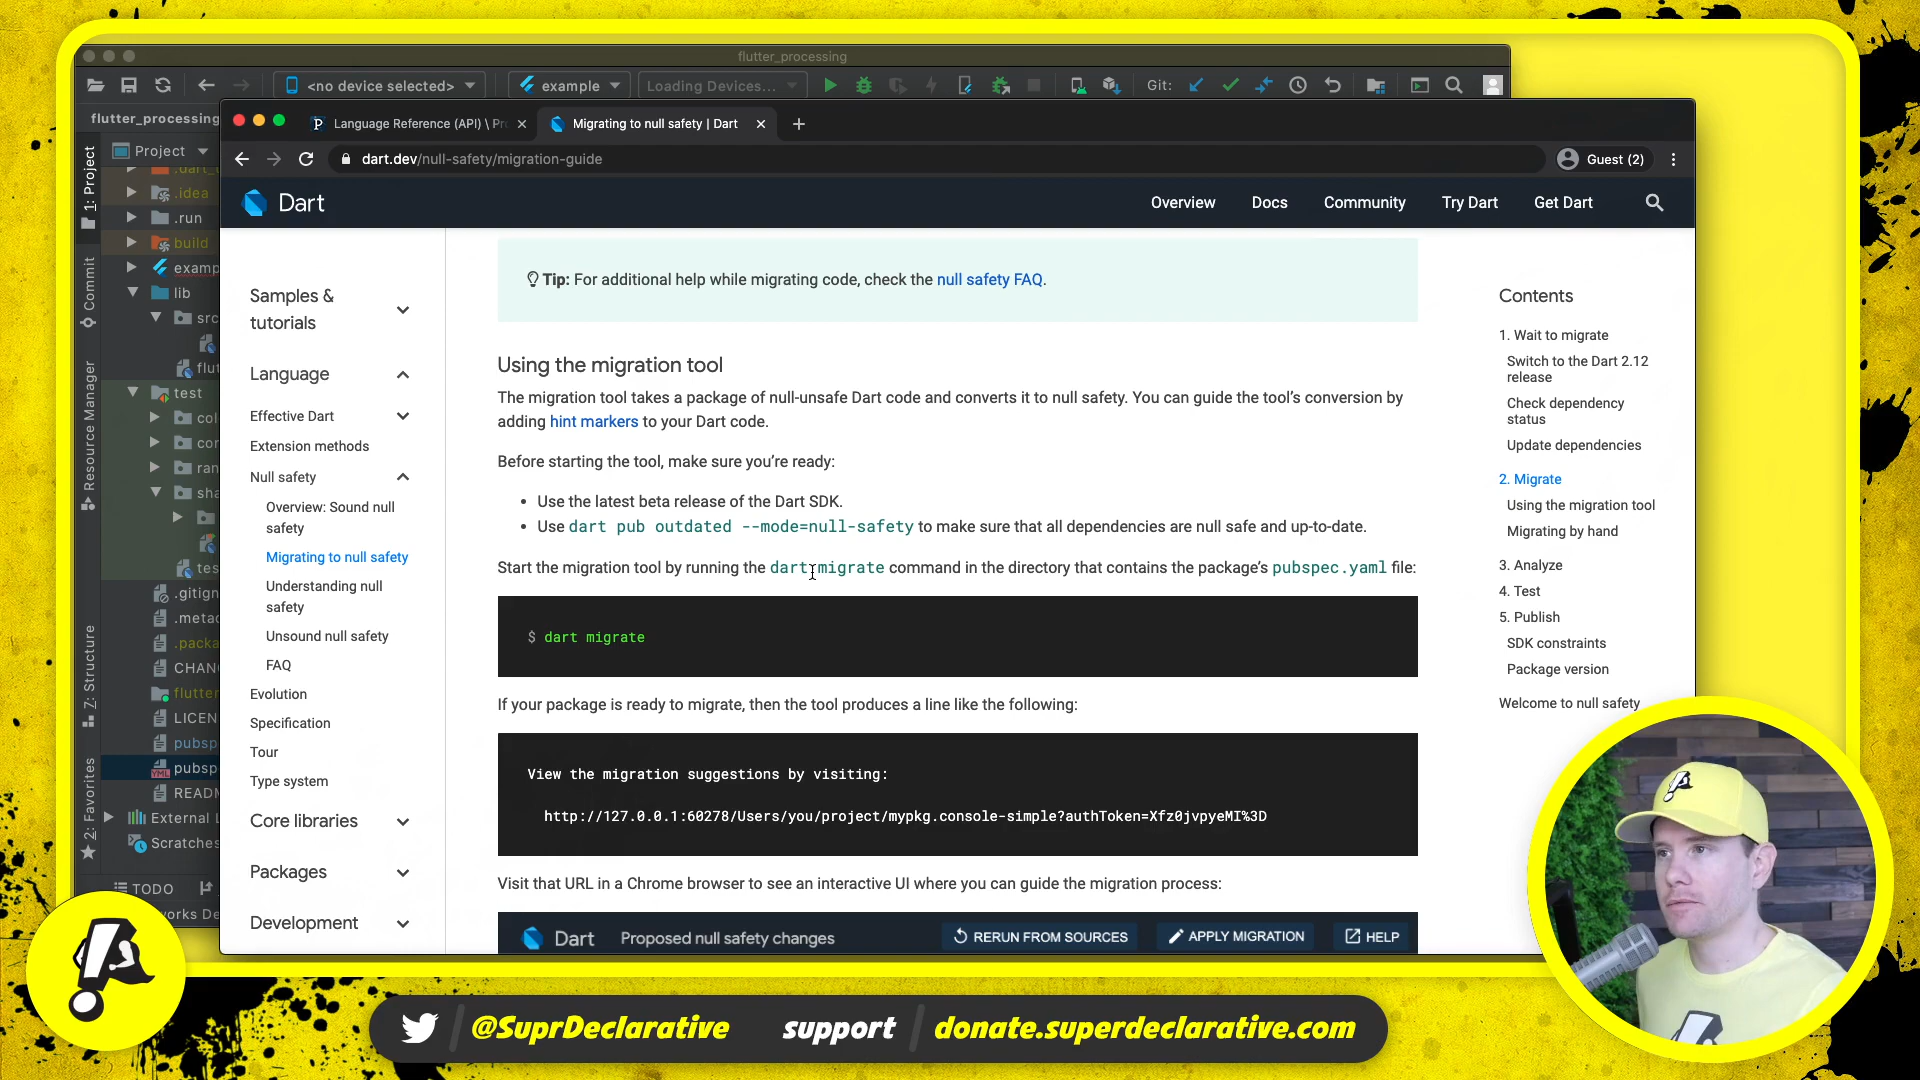 flutter_processing
<no device selected>
example
Loading Devices...
Git:
flutter_processing
Language Reference (API) \ Pr
Migrating to null safety | Dart
dart.dev/null-safety/migration-guide
Guest (2)
Dart
Overview
Docs
Community
Try Dart
Get Dart
1: Project
Commit
Resource Manager
7: Structure
2: Favorites
Project
.dart_
.idea
.run
build
examp
lib
src
flu
test
col
cor
ran
sha
tes
.gitign
.meta
.packa
CHAN
flutter
LICEN
pubsp
pubsp
READM
External L
Scratches
TODO
Samples &
tutorials
Language
Effective Dart
Extension methods
Null safety
Overview: Sound null
safety
Migrating to null safety
Understanding null
safety
Unsound null safety
FAQ
Evolution
Specification
Tour
Type system
Core libraries
Packages
Development
Tip: For additional help while migrating code, check the null safety FAQ.
Using the migration tool
The migration tool takes a package of null-unsafe Dart code and converts it to null safety. You can guide the tool's conversion by
adding hint markers to your Dart code.
Before starting the tool, make sure you're ready:
• Use the latest beta release of the Dart SDK.
• Use dart pub outdated --mode=null-safety to make sure that all dependencies are null safe and up-to-date.
Start the migration tool by running the dart migrate command in the directory that contains the package's pubspec.yaml file:
$ dart migrate
If your package is ready to migrate, then the tool produces a line like the following:
View the migration suggestions by visiting:
http://127.0.0.1:60278/Users/you/project/mypkg.console-simple?authToken=Xfz0jvpyeMI%3D
Visit that URL in a Chrome browser to see an interactive UI where you can guide the migration process:
Dart
Proposed null safety changes
RERUN FROM SOURCES
APPLY MIGRATION
HELP
Contents
1. Wait to migrate
Switch to the Dart 2.12
release
Check dependency
status
Update dependencies
2. Migrate
Using the migration tool
Migrating by hand
3. Analyze
4. Test
5. Publish
SDK constraints
Package version
Welcome to null safety
@SuprDeclarative
support
donate.superdeclarative.com